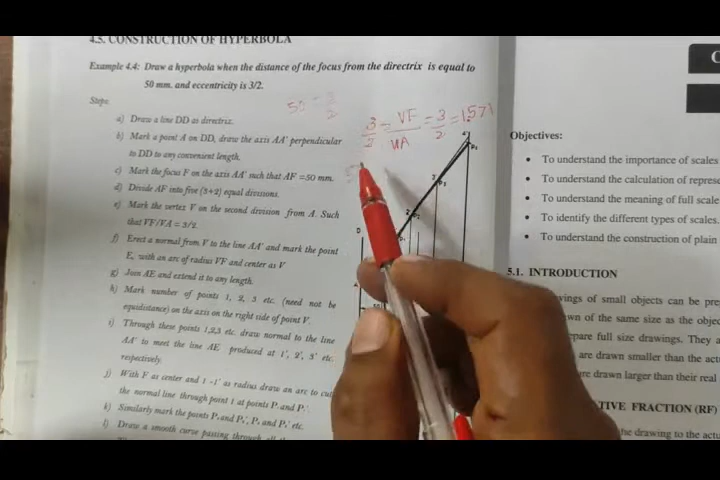 4.3. CONSTRUCTION OF HYPERBOLA
Example 4.4: Draw a hyperbola when the distance of the focus from the directrix is equal to
50 mm. and eccentricity is 3/2.
Steps
a) Draw a line DD as directrix.
b) Mark a point A on DD, draw the axis AA' perpendicular
to DD to any convenient length.
c) Mark the focus F on the axis AA' such that AF =50 mm.
d) Divide AF into five (3+2) equal divisions.
e) Mark the vertex V on the second division from A. Such
that VF/VA = 3/2.
f) Erect a normal from V to the line AA' and mark the point
E, with an arc of radius VF and center as V
g) Join AE and extend it to any length.
h) Mark number of points 1, 2, 3 etc. (need not be
equidistance) on the axis on the right side of point V.
i) Through these points 1,2,3 etc. draw normal to the line
AA' to meet the line AE produced at 1', 2', 3' etc.
respectively.
j) With F as center and 1 -1' as radius draw an arc to cut
the normal line through point 1 at points P₁ and P₁'.
k) Similarly mark the points P₂ and P₂', P₃ and P₃' etc.
l) Draw a smooth curve passing through all
3/2 = VF/VA = 3/2 = 1.571
D
A
Objectives:
• To understand the importance of scales
• To understand the calculation of
• To understand the meaning of full
• To identify the different types of scales.
• To understand the construction of plain
5.1. INTRODUCTION
of small objects can be
of the same size as the
full size drawings. They
are drawn smaller than the
drawn larger than their real
FRACTION (RF)
the drawing to the